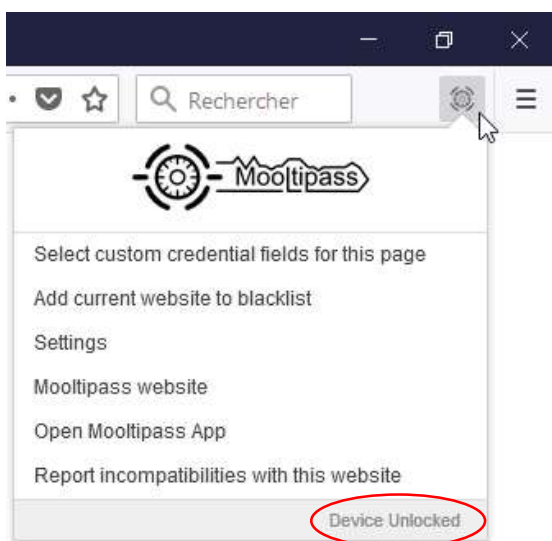 Rechercher
Mooltipass
Select custom credential fields for this page
Add current website to blacklist
Settings
Mooltipass website
Open Mooltipass App
Report incompatibilities with this website
Device Unlocked